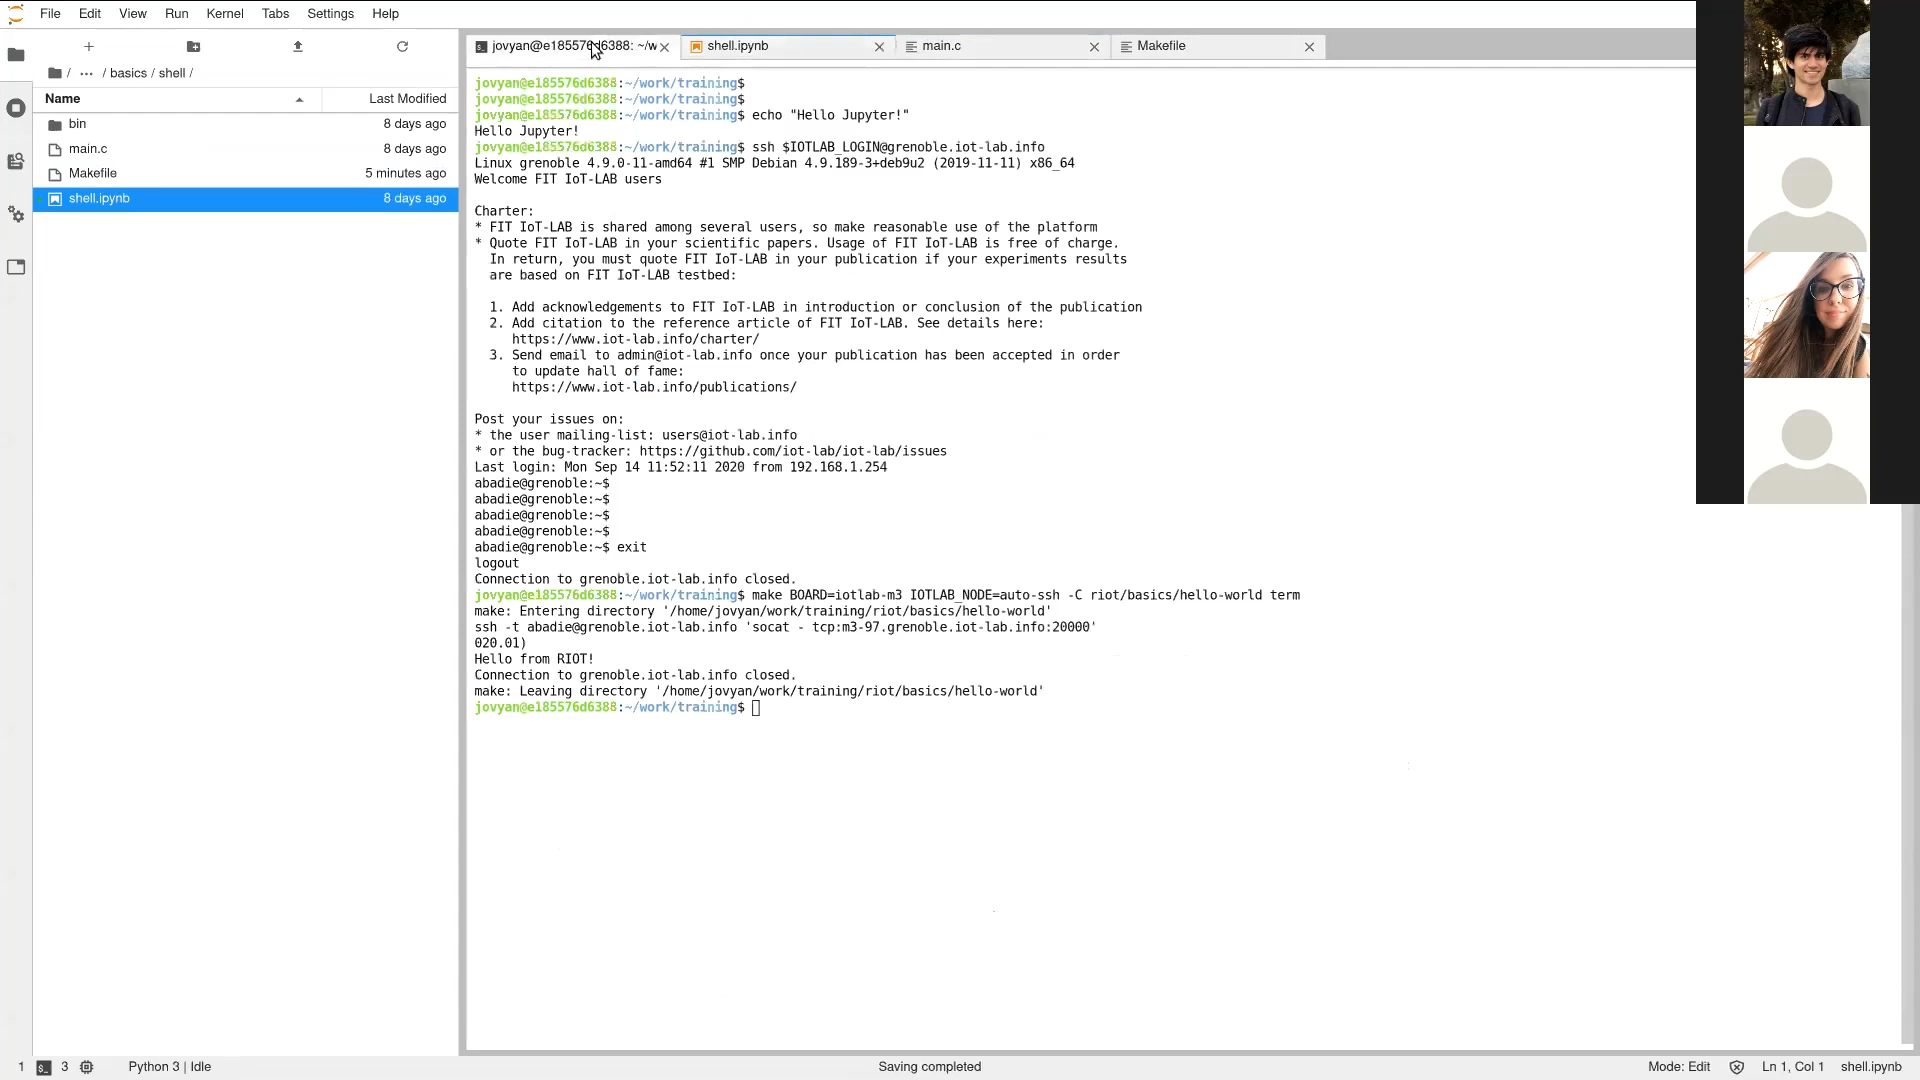 File Edit View Run Kernel Tabs Settings Help
/ ... / basics / shell /
Name Last Modified
bin 8 days ago
main.c 8 days ago
Makefile 5 minutes ago
shell.ipynb 8 days ago
jovyan@e185576d6388: ~/w shell.ipynb main.c Makefile
jovyan@e185576d6388:~/work/training$
jovyan@e185576d6388:~/work/training$
jovyan@e185576d6388:~/work/training$ echo "Hello Jupyter!"
Hello Jupyter!
jovyan@e185576d6388:~/work/training$ ssh $IOTLAB_LOGIN@grenoble.iot-lab.info
Linux grenoble 4.9.0-11-amd64 #1 SMP Debian 4.9.189-3+deb9u2 (2019-11-11) x86_64
Welcome FIT IoT-LAB users
Charter:
* FIT IoT-LAB is shared among several users, so make reasonable use of the platform
* Quote FIT IoT-LAB in your scientific papers. Usage of FIT IoT-LAB is free of charge.
In return, you must quote FIT IoT-LAB in your publication if your experiments results
are based on FIT IoT-LAB testbed:
1. Add acknowledgements to FIT IoT-LAB in introduction or conclusion of the publication
2. Add citation to the reference article of FIT IoT-LAB. See details here:
https://www.iot-lab.info/charter/
3. Send email to admin@iot-lab.info once your publication has been accepted in order
to update hall of fame:
https://www.iot-lab.info/publications/
Post your issues on:
* the user mailing-list: users@iot-lab.info
* or the bug-tracker: https://github.com/iot-lab/iot-lab/issues
Last login: Mon Sep 14 11:52:11 2020 from 192.168.1.254
abadie@grenoble:~$
abadie@grenoble:~$
abadie@grenoble:~$
abadie@grenoble:~$
abadie@grenoble:~$ exit
logout
Connection to grenoble.iot-lab.info closed.
jovyan@e185576d6388:~/work/training$ make BOARD=iotlab-m3 IOTLAB_NODE=auto-ssh -C riot/basics/hello-world term
make: Entering directory '/home/jovyan/work/training/riot/basics/hello-world'
ssh -t abadie@grenoble.iot-lab.info 'socat - tcp:m3-97.grenoble.iot-lab.info:20000'
020.01)
Hello from RIOT!
Connection to grenoble.iot-lab.info closed.
make: Leaving directory '/home/jovyan/work/training/riot/basics/hello-world'
jovyan@e185576d6388:~/work/training$
1 3 Python 3 | Idle Saving completed Mode: Edit Ln 1, Col 1 shell.ipynb